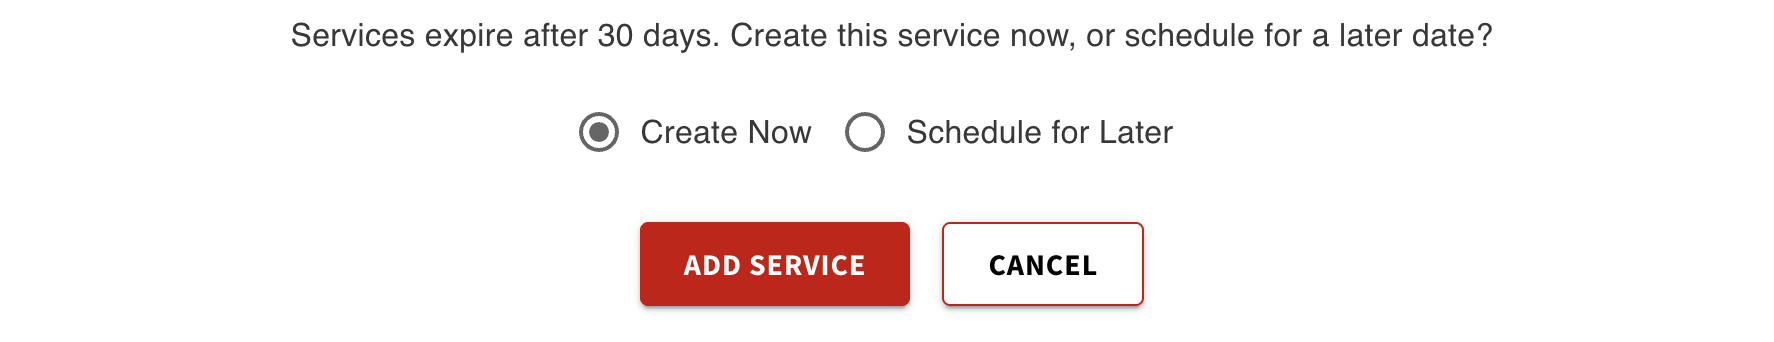 Services expire after 30 days. Create this service now, or schedule for a later date?
Create Now Schedule for Later
ADD SERVICE CANCEL